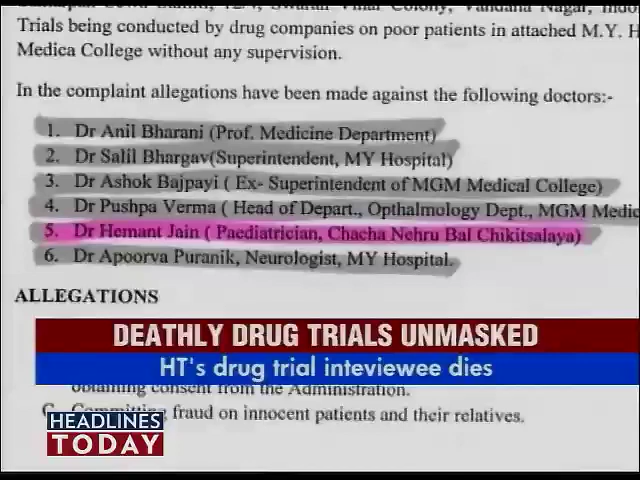 Trials being conducted by drug companies on poor patients in attached M.Y. H
Medica College without any supervision.
In the complaint allegations have been made against the following doctors:-
1. Dr Anil Bharani (Prof. Medicine Department)
2. Dr Salil Bhargav(Superintendent, MY Hospital)
3. Dr Ashok Bajpayi ( Ex- Superintendent of MGM Medical College)
4. Dr Pushpa Verma ( Head of Depart., Opthalmology Dept., MGM Medic
5. Dr Hemant Jain ( Paediatrician, Chacha Nehru Bal Chikitsalaya)
6. Dr Apoorva Puranik, Neurologist, MY Hospital.
ALLEGATIONS
DEATHLY DRUG TRIALS UNMASKED
HT's drug trial inteviewee dies
obtaining consent from the Administration.
fraud on innocent patients and their relatives.
HEADLINES
TODAY